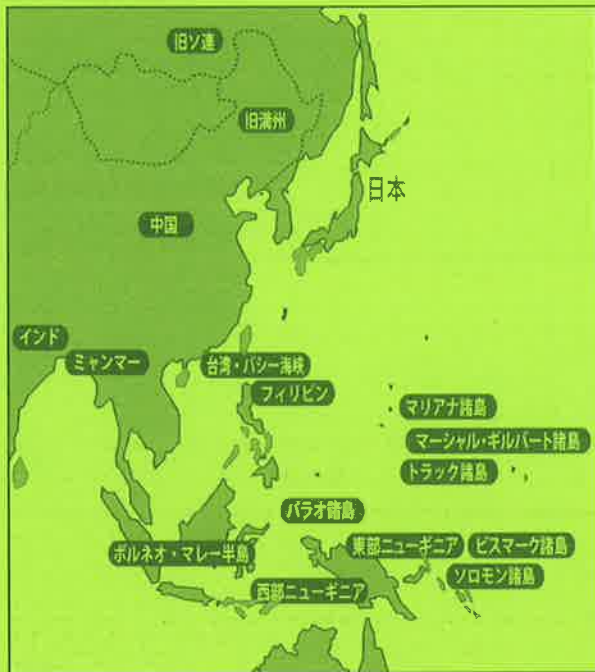 旧ソ連
旧満州
日本
中国
インド
ミャンマー
台湾・バシー海峡
フィリピン
マリアナ諸島
マーシャル・ギルバート諸島
トラック諸島
パラオ諸島
ボルネオ・マレー半島
東部ニューギニア
ビスマーク諸島
ソロモン諸島
西部ニューギニア